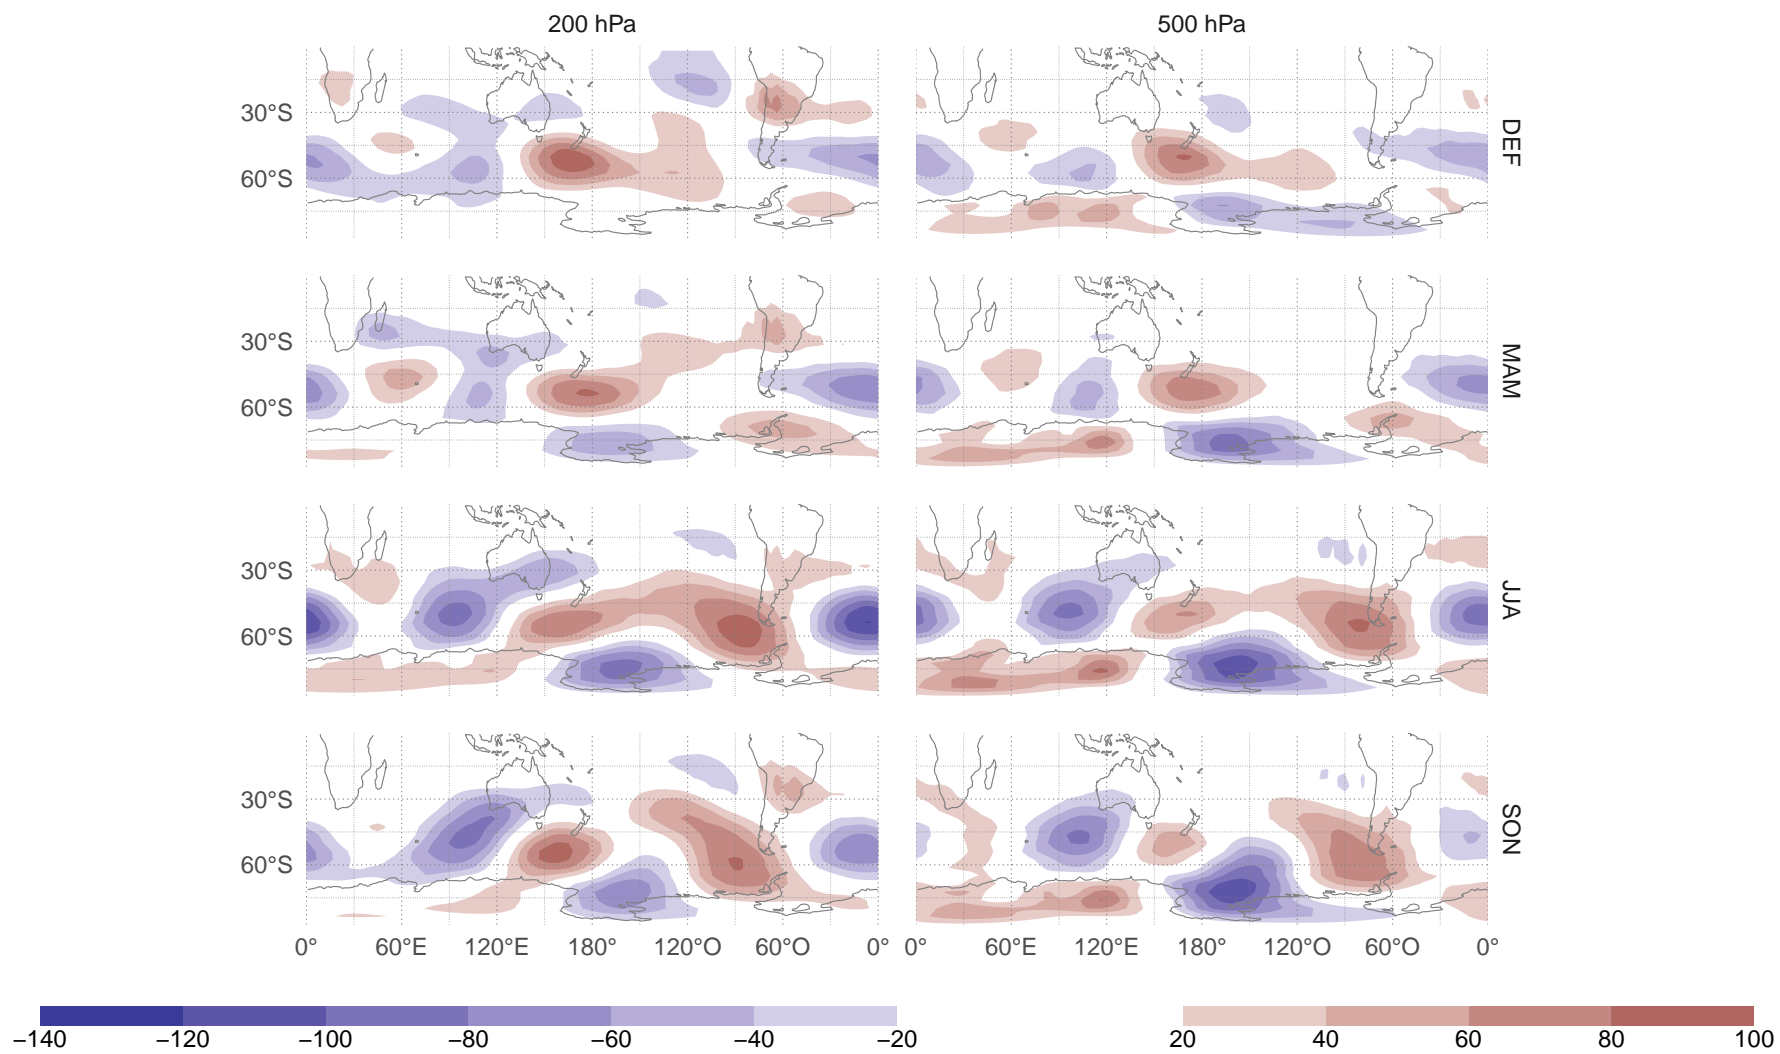 200 hPa 500 hPa
30°S
60°S
DEF
30°S
60°S
MAM
30°S
60°S
JJA
30°S
60°S
SON
0° 60°E 120°E 180° 120°O 60°O 0° 0° 60°E 120°E 180° 120°O 60°O 0°
−140 −120 −100 −80 −60 −40 −20 20 40 60 80 100